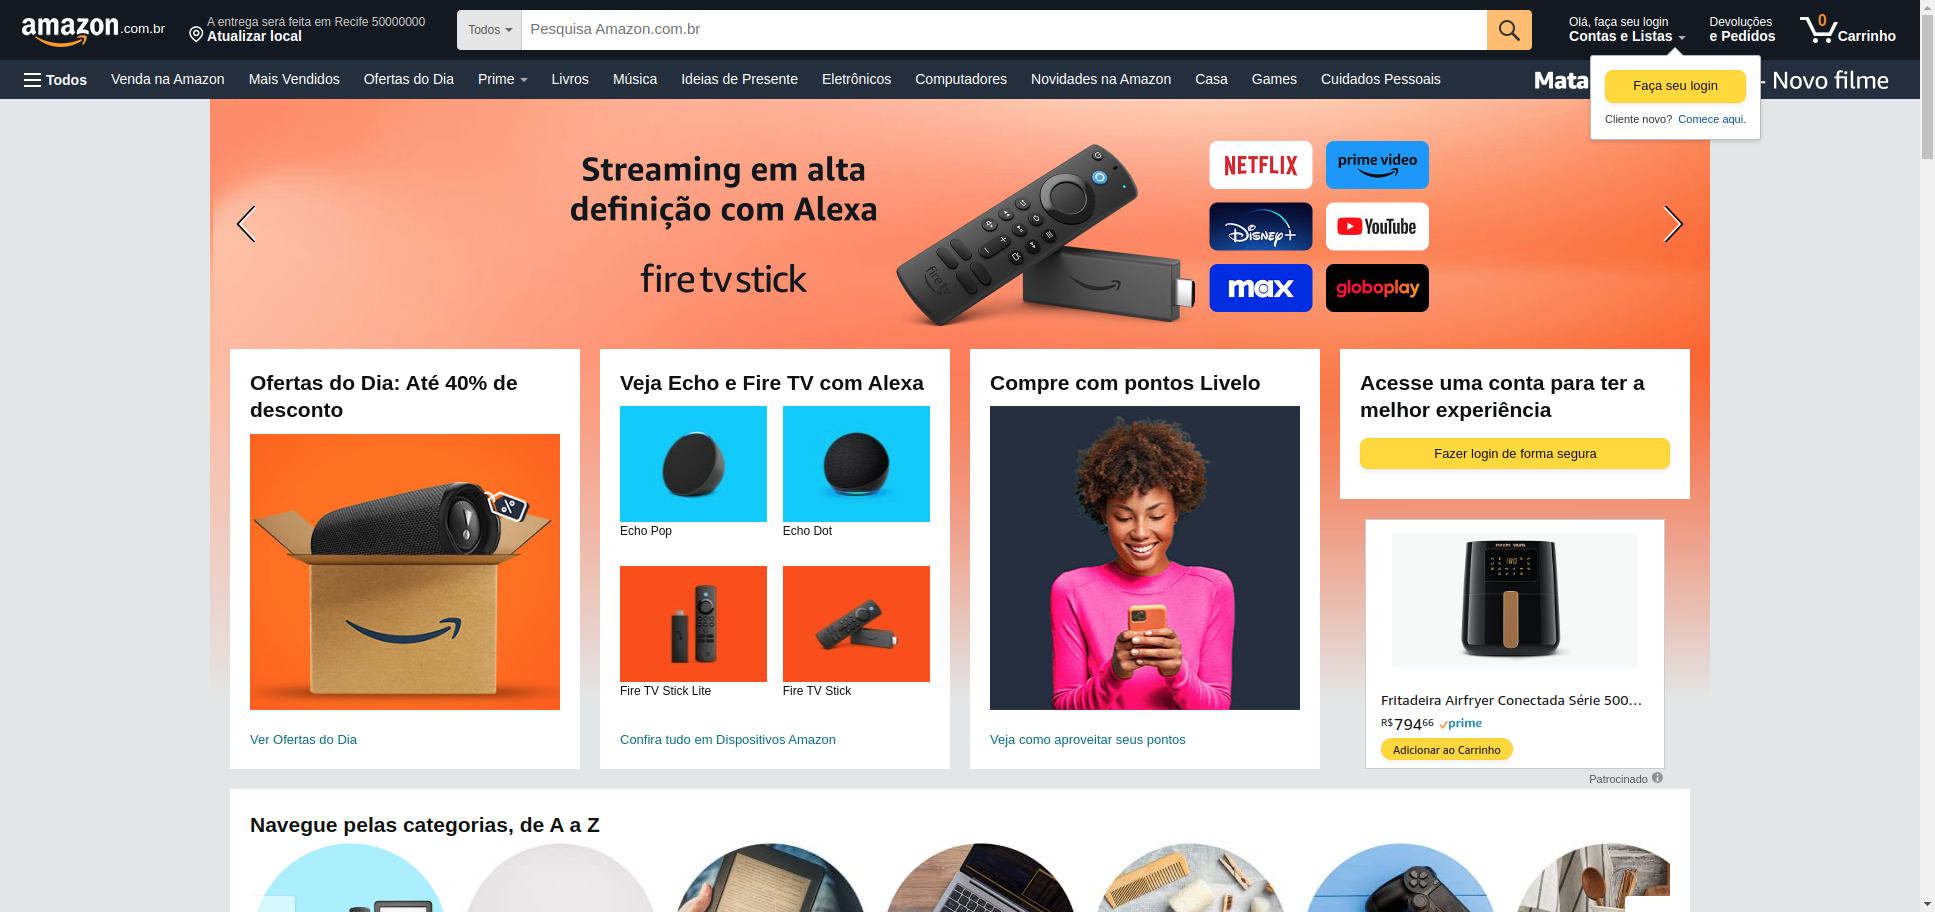 amazon.com.br
A entrega será feita em Recife 50000000
Atualizar local
Todos
Pesquisa Amazon.com.br
Olá, faça seu login
Contas e Listas
Devoluções
e Pedidos
0
Carrinho
Todos
Venda na Amazon
Mais Vendidos
Ofertas do Dia
Prime
Livros
Música
Ideias de Presente
Eletrônicos
Computadores
Novidades na Amazon
Casa
Games
Cuidados Pessoais
Mata
- Novo filme
Faça seu login
Cliente novo? Comece aqui.
Streaming em alta
definição com Alexa
fire tv stick
fire tv
NETFLIX
prime video
Disney+
YouTube
max
globoplay
Ofertas do Dia: Até 40% de
desconto
%
Ver Ofertas do Dia
Veja Echo e Fire TV com Alexa
Echo Pop
Echo Dot
Fire TV Stick Lite
Fire TV Stick
Confira tudo em Dispositivos Amazon
Compre com pontos Livelo
Veja como aproveitar seus pontos
Acesse uma conta para ter a
melhor experiência
Fazer login de forma segura
180
Fritadeira Airfryer Conectada Série 500...
R$ 794 66 prime
Adicionar ao Carrinho
Patrocinado
Navegue pelas categorias, de A a Z